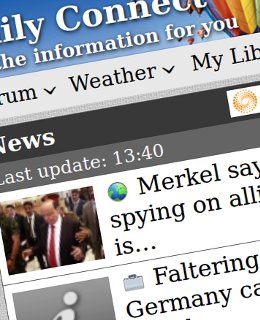 ily Connect
the information for you
rum Weather My Lib
News
Last update: 13:40
Merkel say
spying on alli
is...
Faltering
Germany ca